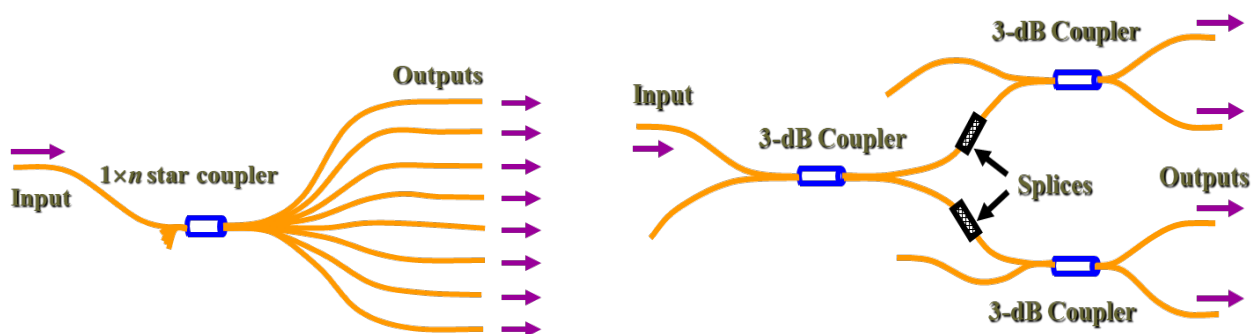 Outputs
1×n star coupler
Input
3-dB Coupler
Input
3-dB Coupler
Splices
Outputs
3-dB Coupler